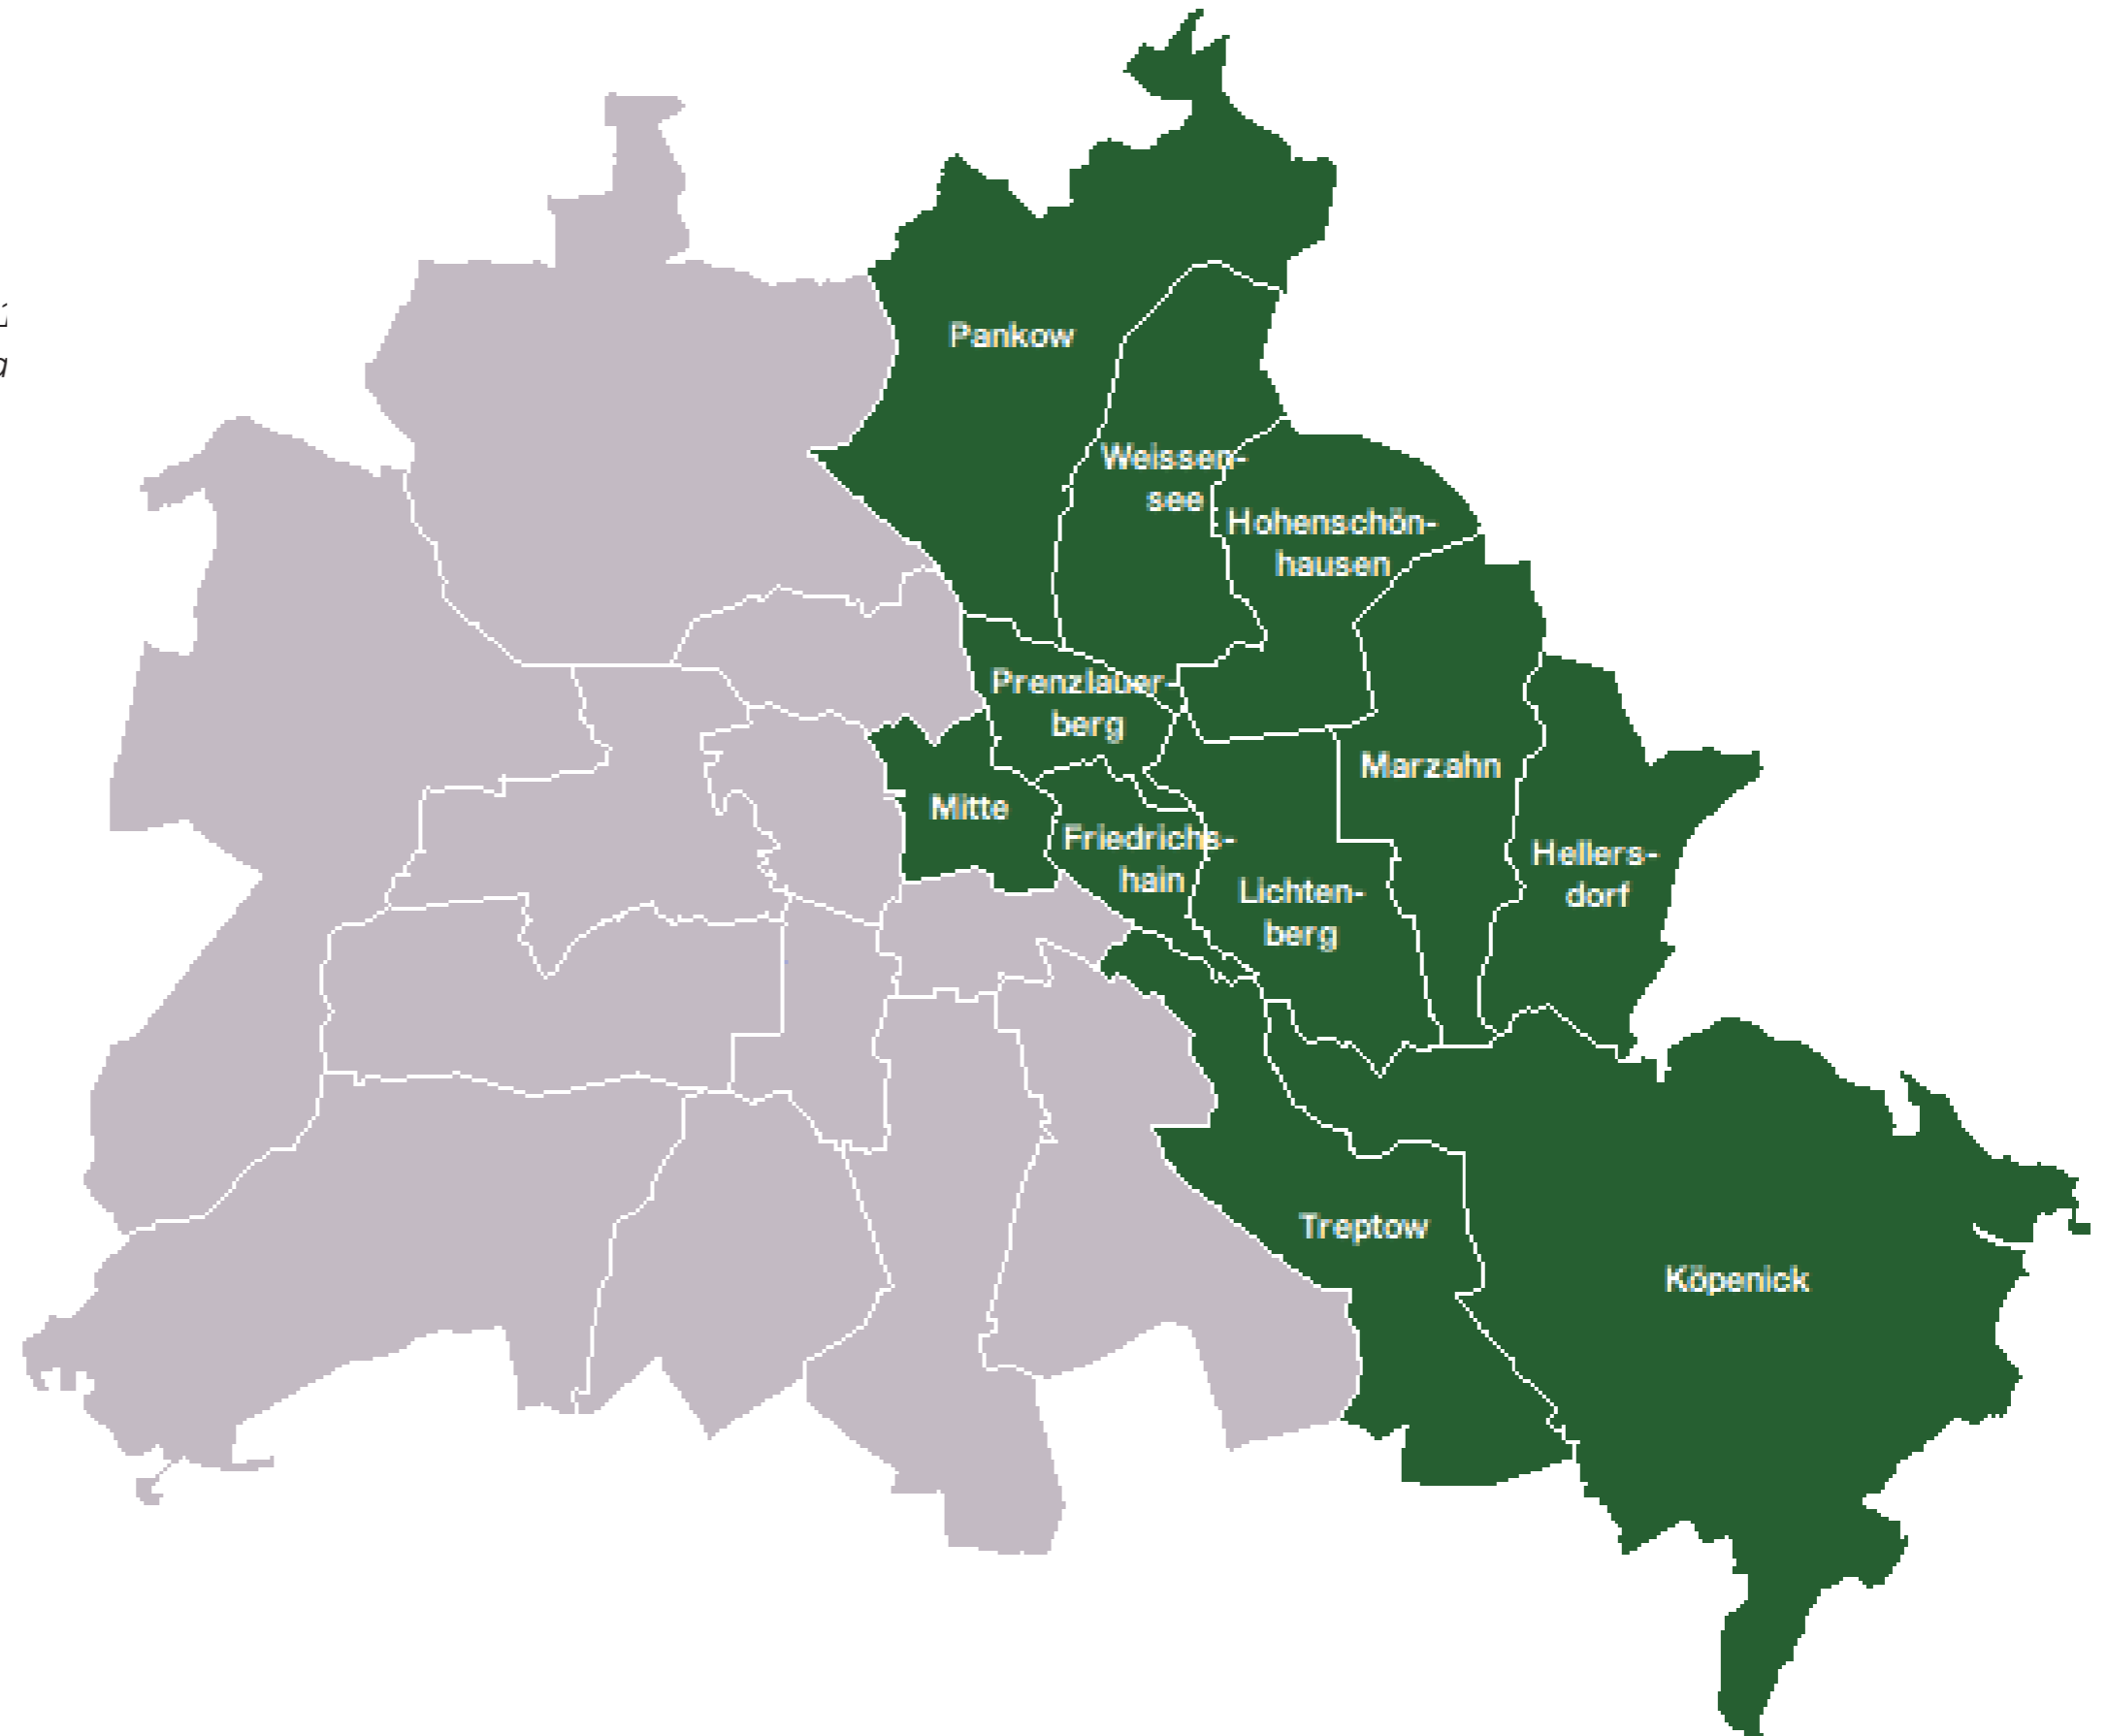 Pankow
Weissen-
see
Hohenschön-
hausen
Prenzlauer-
berg
Marzahn
Mitte
Friedrichs-
hain
Hellers-
dorf
Lichten-
berg
Treptow
Köpenick